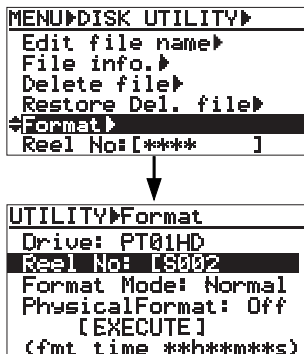 MENU▶DISK UTILITY▶
Edit file name▶
File info.▶
Delete file▶
Restore Del. file▶
Format▶
Reel No:[**** ]
UTILITY▶Format
Drive: PT01HD
Reel No: [S002
Format Mode: Normal
PhysicalFormat: Off
[EXECUTE]
(fmt time **h**m**s)